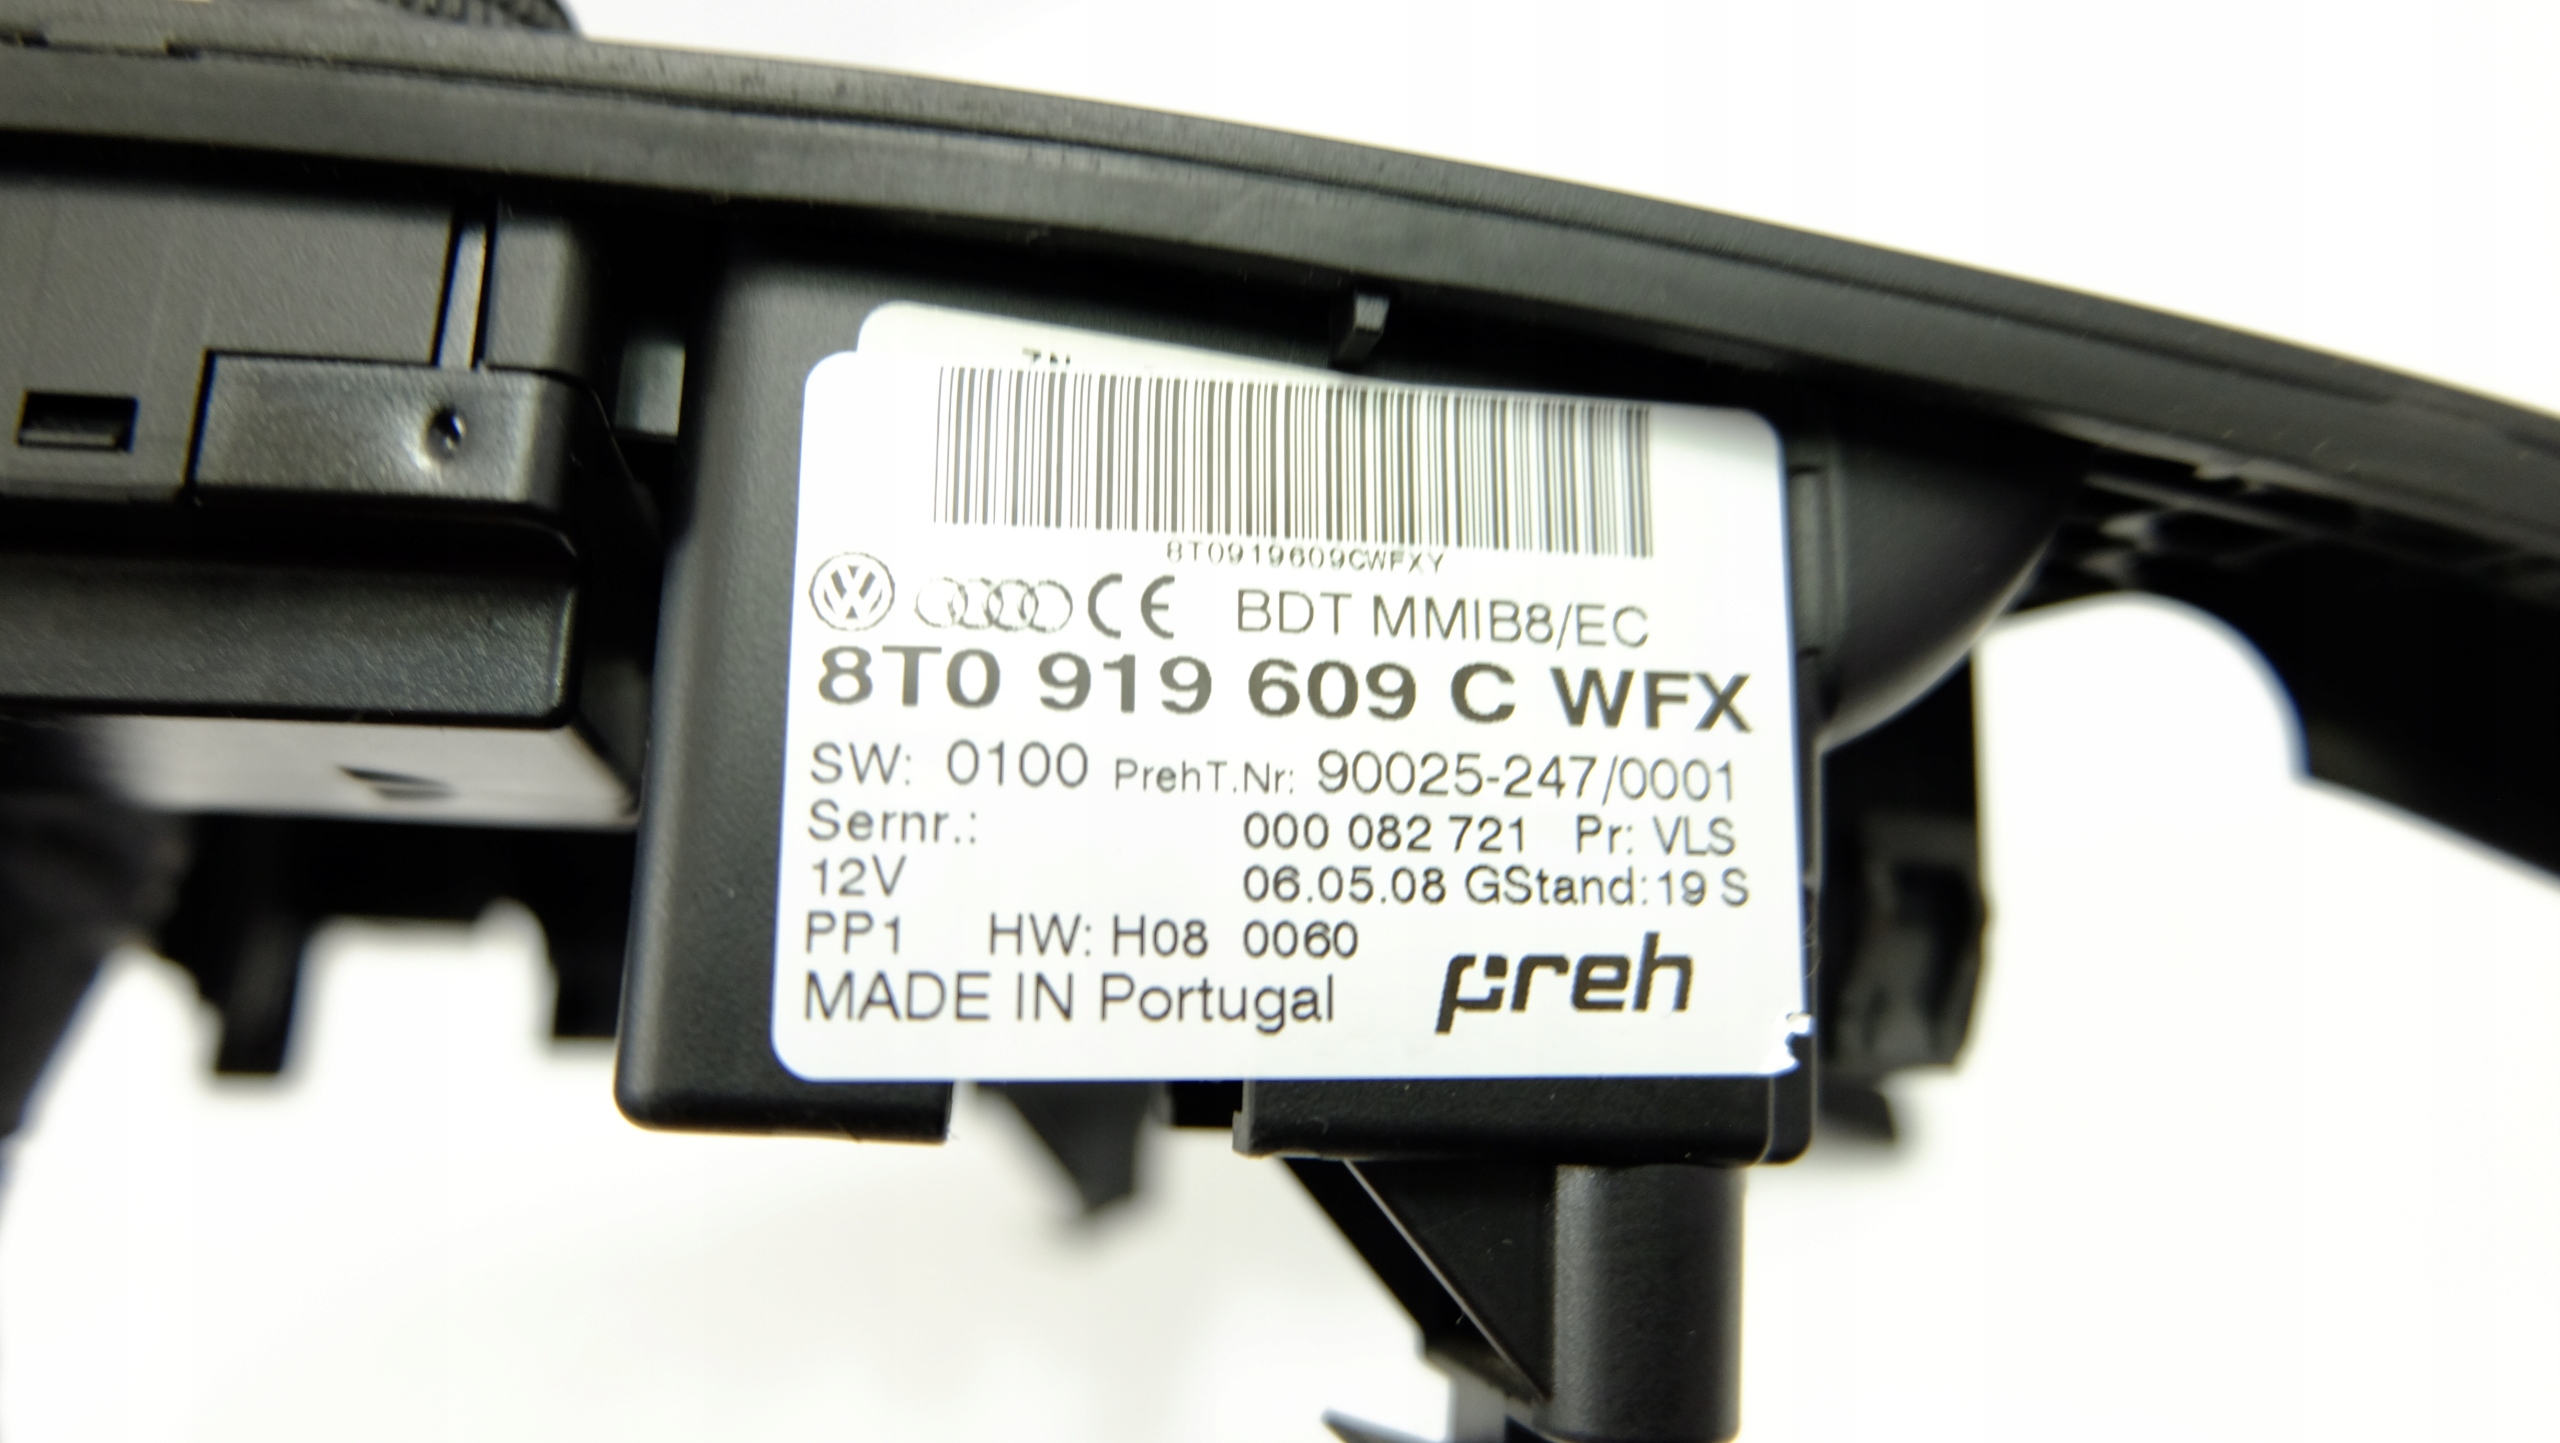 8T0919609CWFXY
CE BDT MMIB8/EC
8T0 919 609 C WFX
SW: 0100 PrehT.Nr: 90025-247/0001
Sernr.: 000 082 721 Pr: VLS
12V 06.05.08 GStand: 19 S
PP1 HW: H08 0060
MADE IN Portugal preh